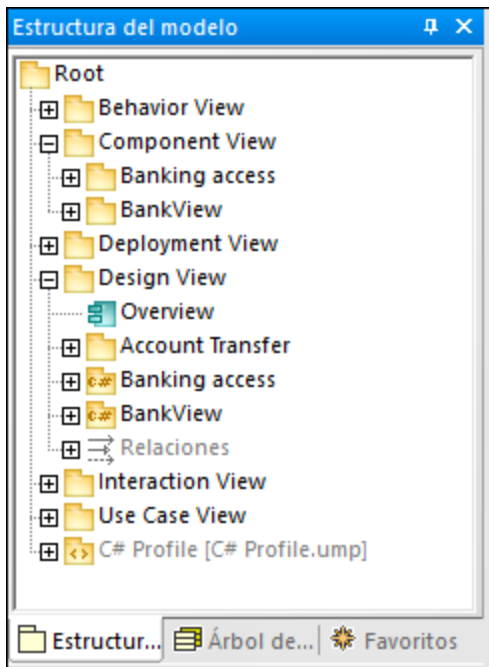 Estructura del modelo
Root
Behavior View
Component View
Banking access
BankView
Deployment View
Design View
Overview
Account Transfer
c# Banking access
c# BankView
Relaciones
Interaction View
Use Case View
C# Profile [C# Profile.ump]
Estructur... Árbol de... Favoritos